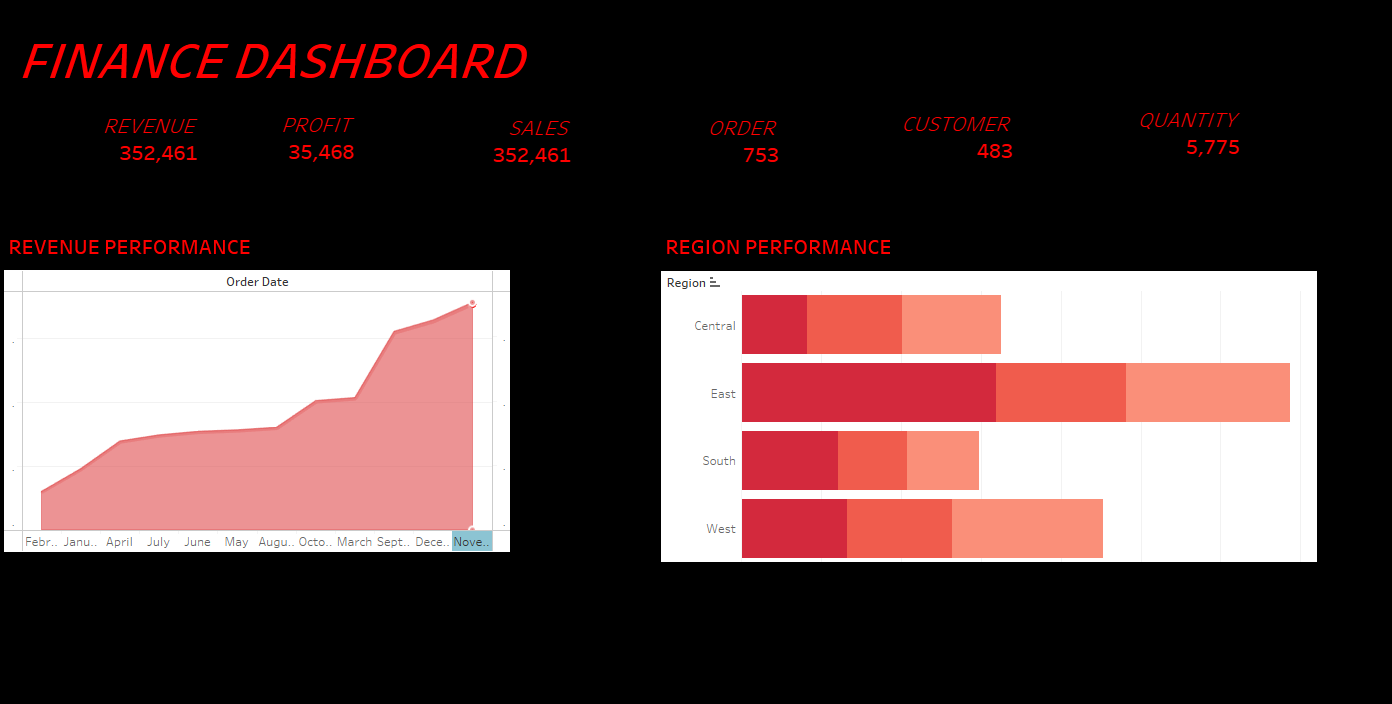 FINANCE DASHBOARD
REVENUE PROFIT SALES ORDER CUSTOMER QUANTITY
352,461 35,468 352,461 753 483 5,775
REVENUE PERFORMANCE
Order Date
Febr.. Janu.. April July June May Augu.. Octo.. March Sept.. Dece.. Nove..
REGION PERFORMANCE
Region
Central
East
South
West